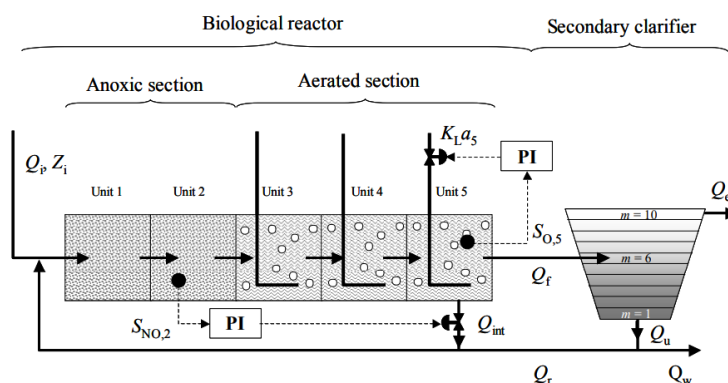 Biological reactor
Secondary clarifier
Anoxic section
Aerated section
Qi, Zi
KLa5
PI
Unit 1
Unit 2
Unit 3
Unit 4
Unit 5
Qe
m = 10
SO,5
m = 6
Qf
m = 1
SNO,2
PI
Qint
Qu
Qr
Qw